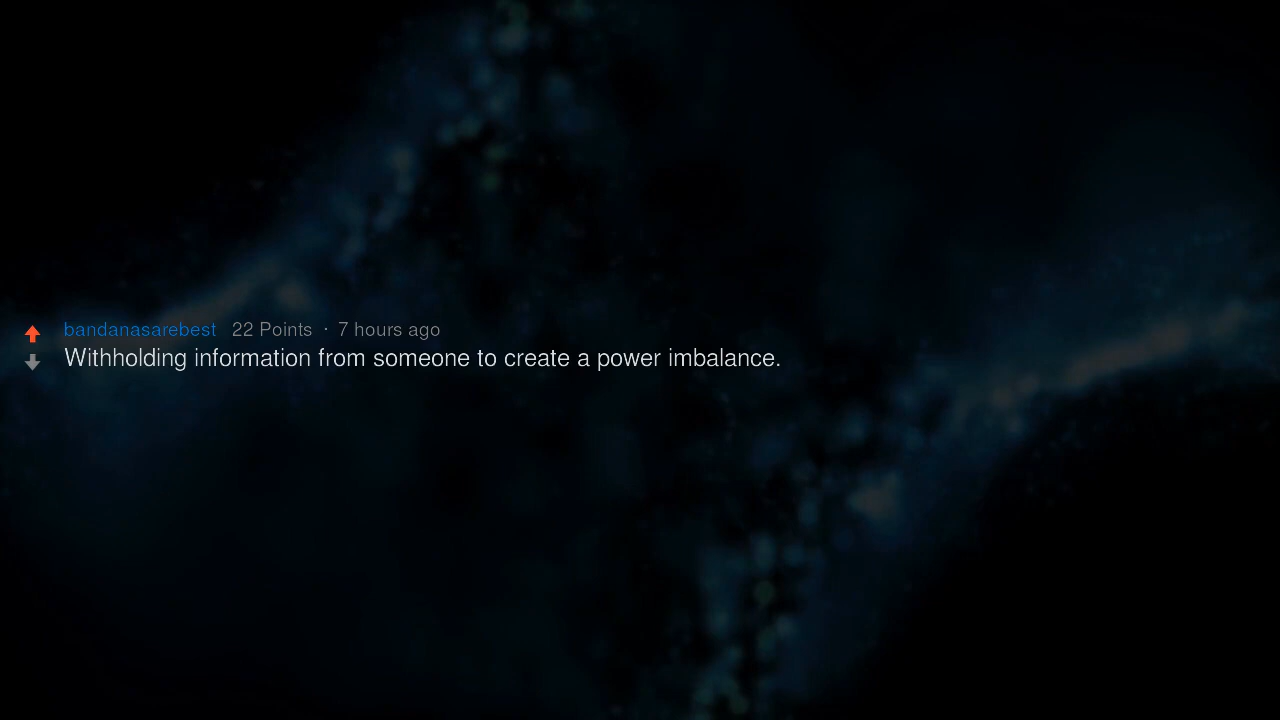 bandanasarebest 22 Points · 7 hours ago
Withholding information from someone to create a power imbalance.